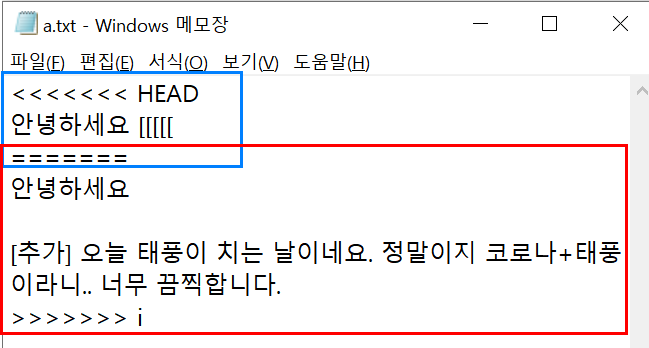 a.txt - Windows 메모장
파일(F) 편집(E) 서식(O) 보기(V) 도움말(H)
<<<<<<< HEAD
안녕하세요 [[[[[
=======
안녕하세요
[추가] 오늘 태풍이 치는 날이네요. 정말이지 코로나+태풍
이라니.. 너무 끔찍합니다.
>>>>>>> i